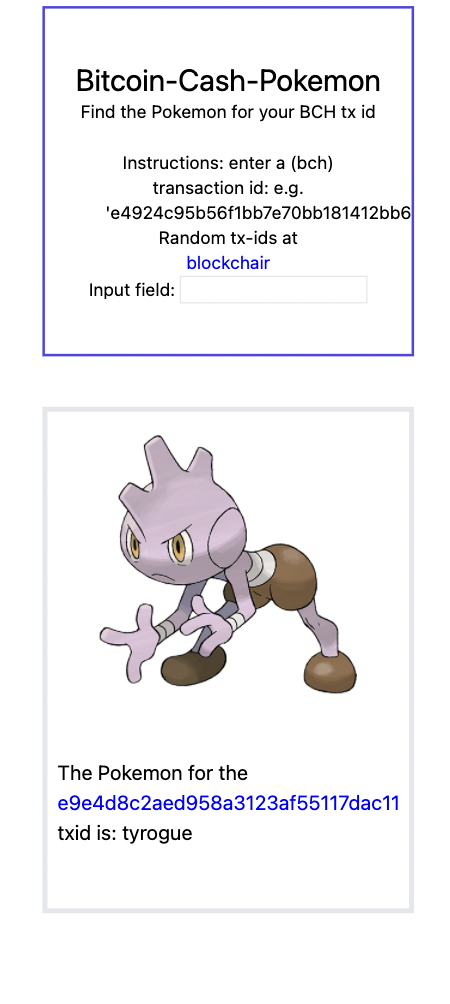 Bitcoin-Cash-Pokemon
Find the Pokemon for your BCH tx id
Instructions: enter a (bch)
transaction id: e.g.
'e4924c95b56f1bb7e70bb181412bb6
Random tx-ids at
blockchair
Input field:
The Pokemon for the
e9e4d8c2aed958a3123af55117dac11
txid is: tyrogue